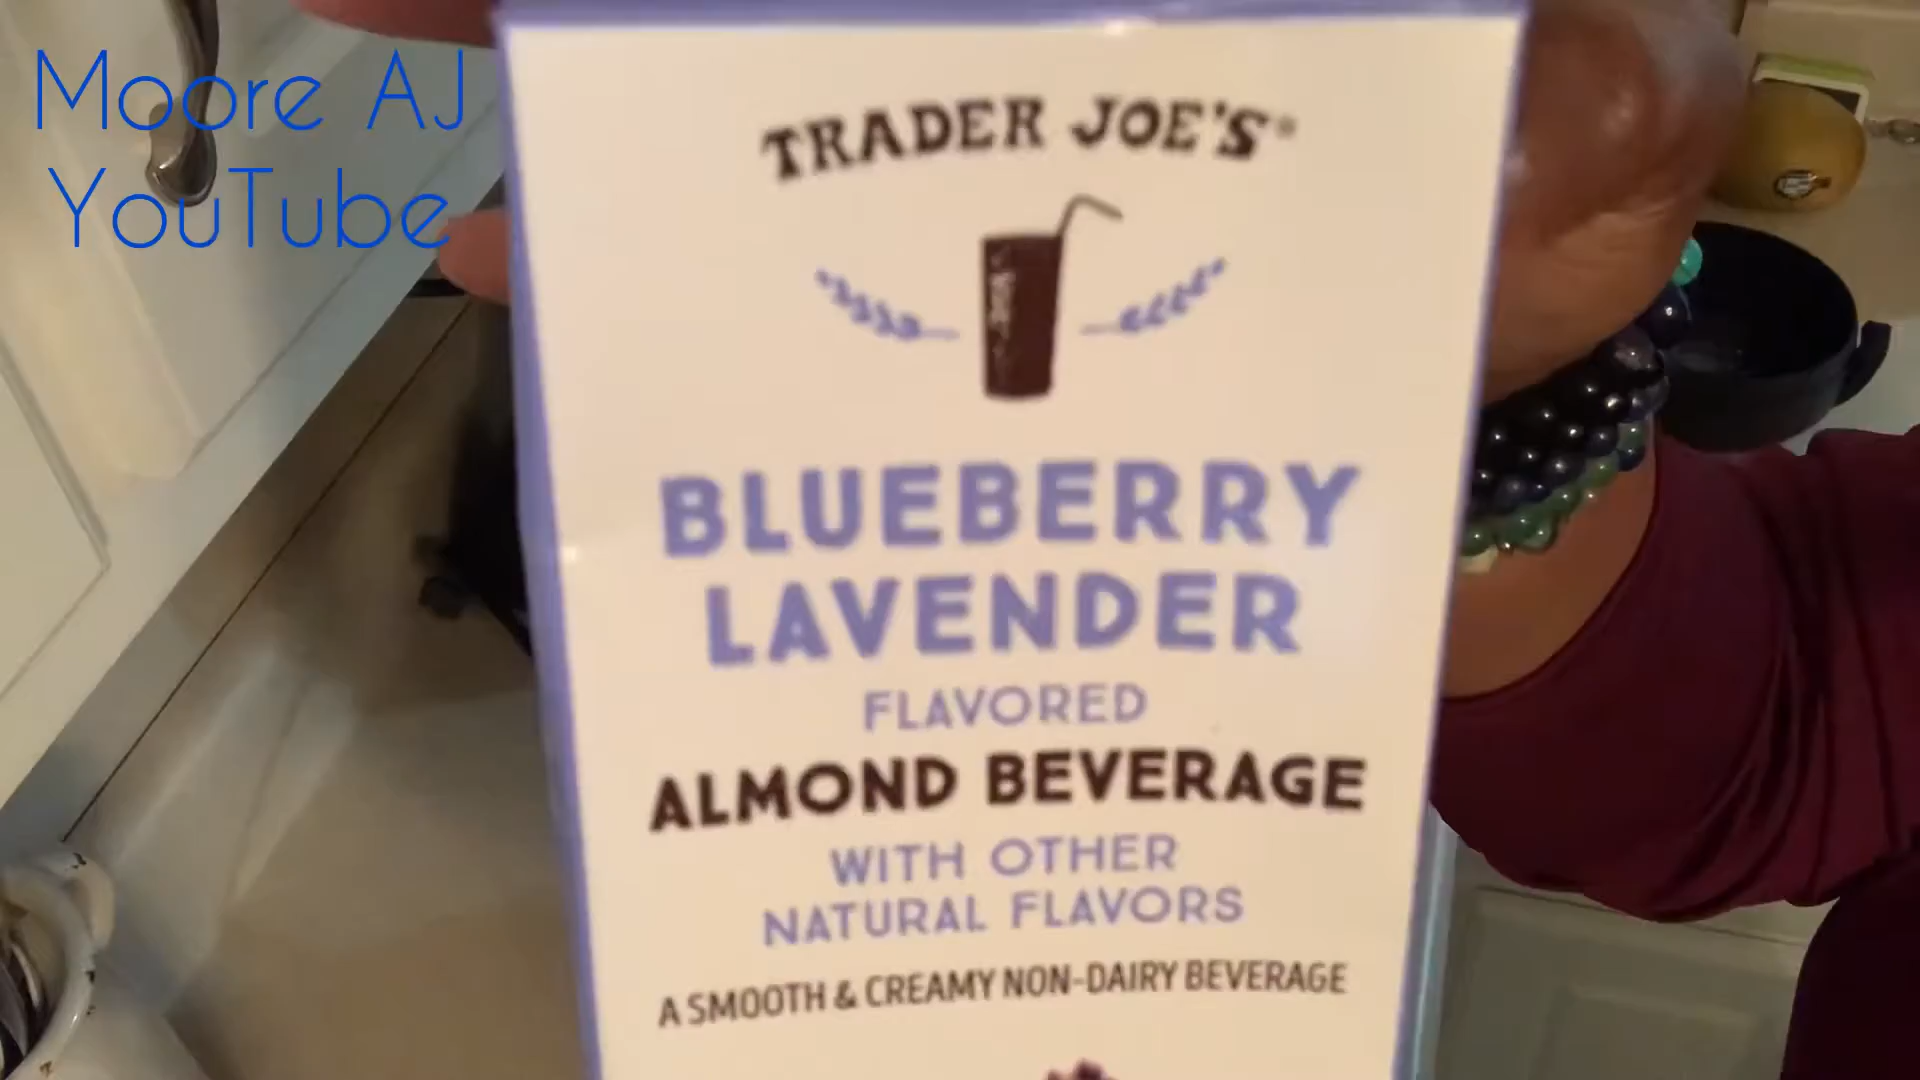 Moore AJ
YouTube
TRADER JOE'S®
BLUEBERRY
LAVENDER
FLAVORED
ALMOND BEVERAGE
WITH OTHER
NATURAL FLAVORS
A SMOOTH & CREAMY NON-DAIRY BEVERAGE